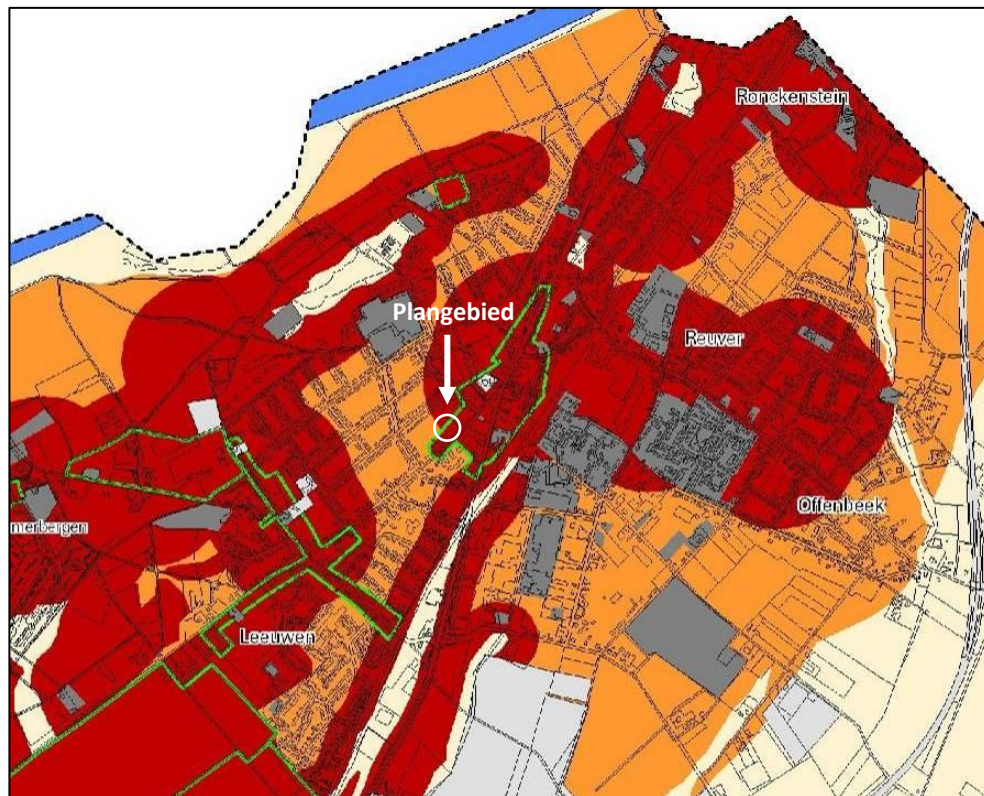 Ronckenstein
Plangebied
Reuver
Offenbeek
merbergen
Leeuwen